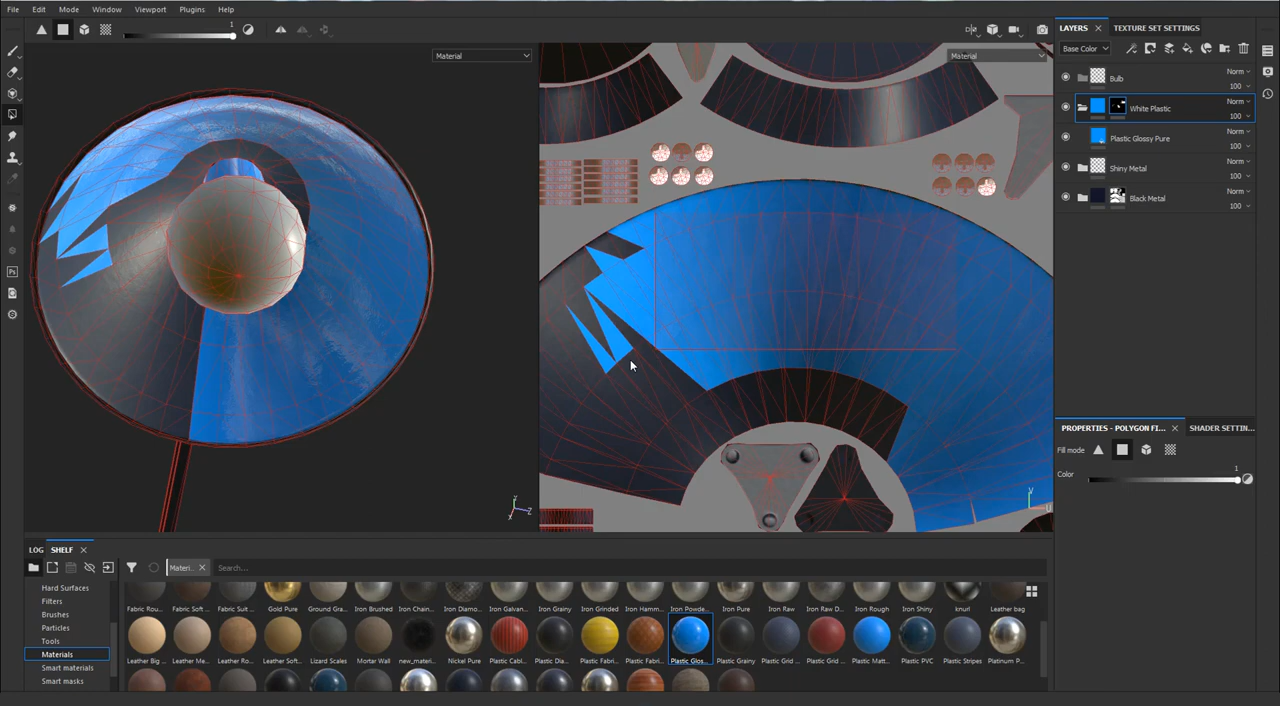 File Edit Mode Window Viewport Plugins Help
1
Material
Material
LAYERS × TEXTURE SET SETTINGS
Base Color
Bulb Norm 100
White Plastic Norm 100
Plastic Glossy Pure Norm 100
Shiny Metal Norm 100
Black Metal Norm 100
PROPERTIES - POLYGON FI... × SHADER SETTIN...
Fill mode
Color 1
LOG SHELF ×
Materi.. × Search...
Hard Surfaces
Filters
Brushes
Particles
Tools
Materials
Smart materials
Smart masks
Fabric Rou... Fabric Soft ... Fabric Suit ... Gold Pure Ground Gra... Iron Brushed Iron Chain... Iron Diamo... Iron Galvan... Iron Grainy Iron Grinded Iron Hamm... Iron Powde... Iron Pure Iron Raw Iron Raw D... Iron Rough Iron Shiny knurl Leather bag
Leather Big ... Leather Me... Leather Ro... Leather Soft... Lizard Scales Mortar Wall new_materi... Nickel Pure Plastic Cabl... Plastic Dia... Plastic Fabri... Plastic Fabri... Plastic Glos... Plastic Grainy Plastic Grid ... Plastic Grid ... Plastic Matt... Plastic PVC Plastic Stripes Platinum P...